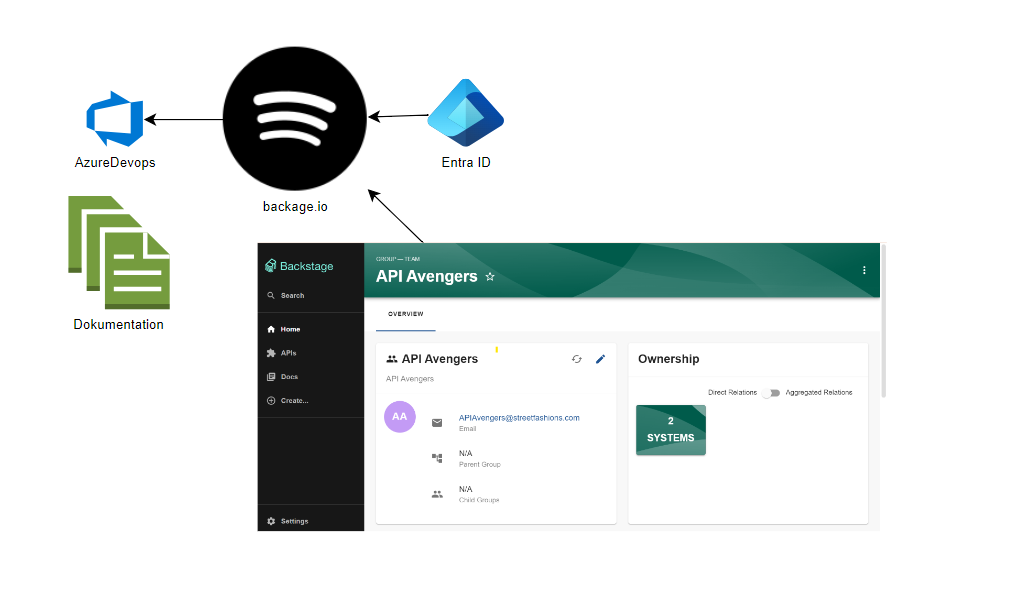 AzureDevops
Entra ID
backage.io
Dokumentation
Backstage
Search
Home
APIs
Docs
Create...
Settings
GROUP — TEAM
API Avengers
OVERVIEW
API Avengers
API Avengers
AA
APIAvengers@streetfashions.com
Email
N/A
Parent Group
N/A
Child Groups
Ownership
Direct Relations
Aggregated Relations
2
SYSTEMS